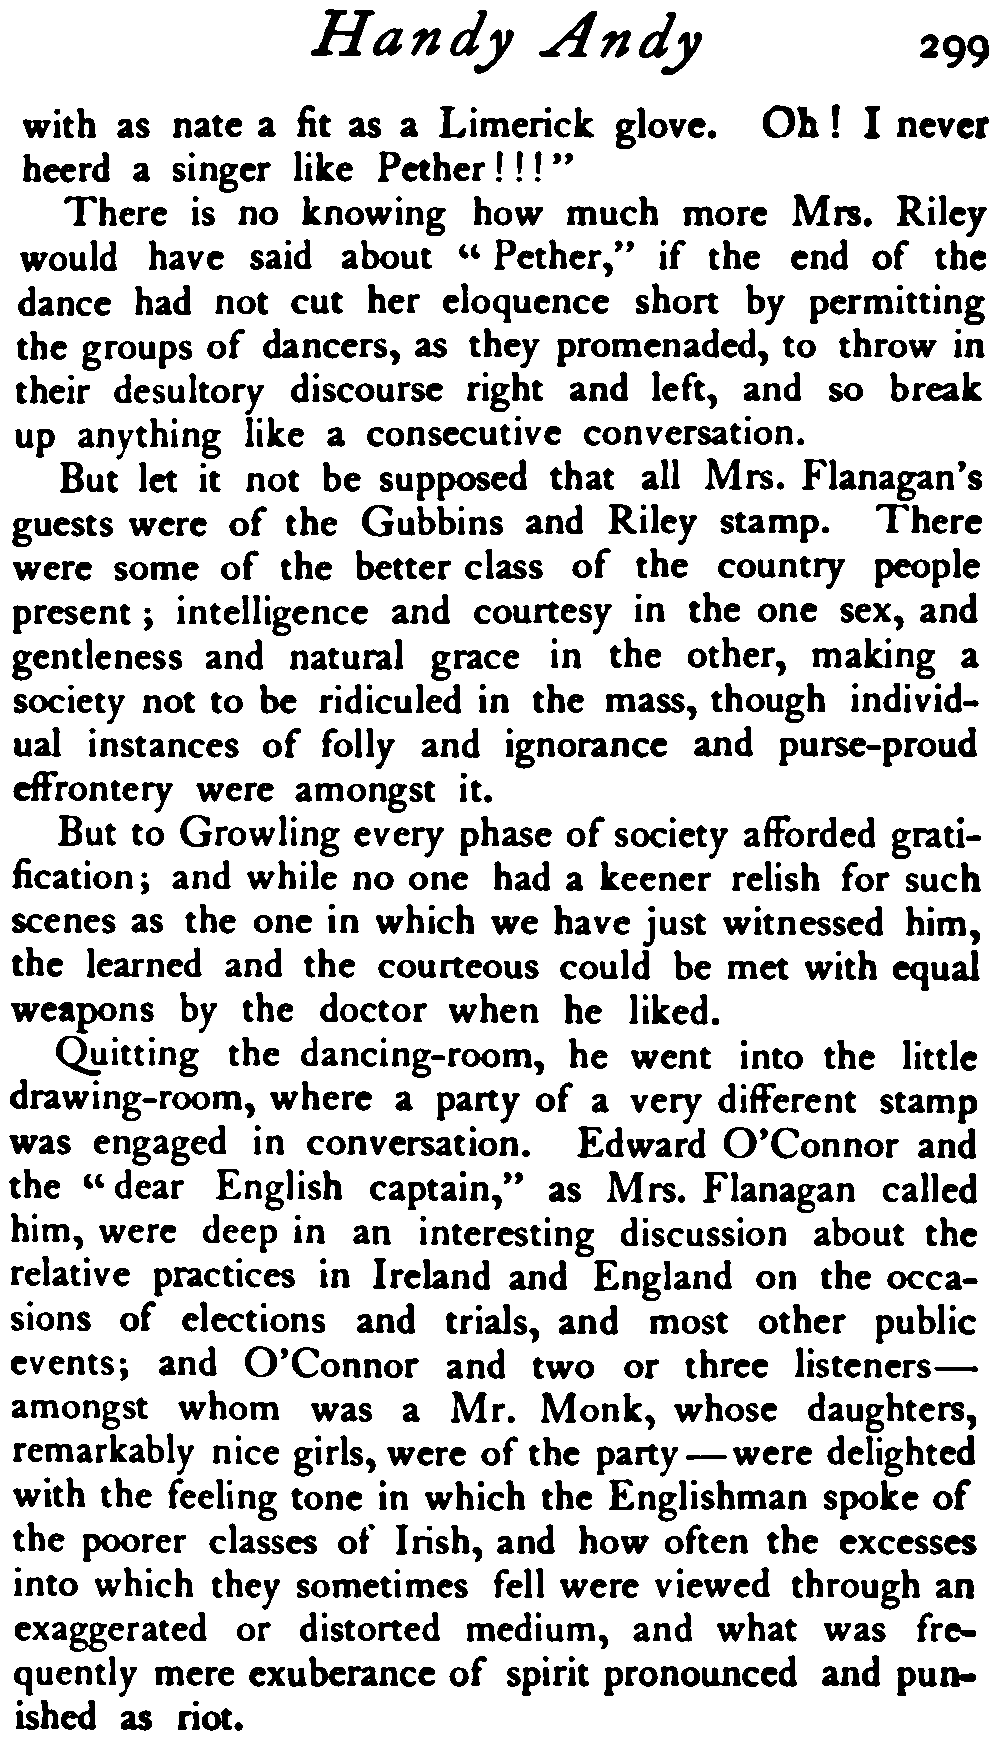 Handy Andy 299
with as nate a fit as a Limerick glove. Oh! I never
heerd a singer like Pether!!!”
There is no knowing how much more Mrs. Riley
would have said about “Pether,” if the end of the
dance had not cut her eloquence short by permitting
the groups of dancers, as they promenaded, to throw in
their desultory discourse right and left, and so break
up anything like a consecutive conversation.
But let it not be supposed that all Mrs. Flanagan’s
guests were of the Gubbins and Riley stamp. There
were some of the better class of the country people
present; intelligence and courtesy in the one sex, and
gentleness and natural grace in the other, making a
society not to be ridiculed in the mass, though individ-
ual instances of folly and ignorance and purse-proud
effrontery were amongst it.
But to Growling every phase of society afforded grati-
fication; and while no one had a keener relish for such
scenes as the one in which we have just witnessed him,
the learned and the courteous could be met with equal
weapons by the doctor when he liked.
Quitting the dancing-room, he went into the little
drawing-room, where a party of a very different stamp
was engaged in conversation. Edward O’Connor and
the “dear English captain,” as Mrs. Flanagan called
him, were deep in an interesting discussion about the
relative practices in Ireland and England on the occa-
sions of elections and trials, and most other public
events; and O’Connor and two or three listeners—
amongst whom was a Mr. Monk, whose daughters,
remarkably nice girls, were of the party—were delighted
with the feeling tone in which the Englishman spoke of
the poorer classes of Irish, and how often the excesses
into which they sometimes fell were viewed through an
exaggerated or distorted medium, and what was fre-
quently mere exuberance of spirit pronounced and pun-
ished as riot.